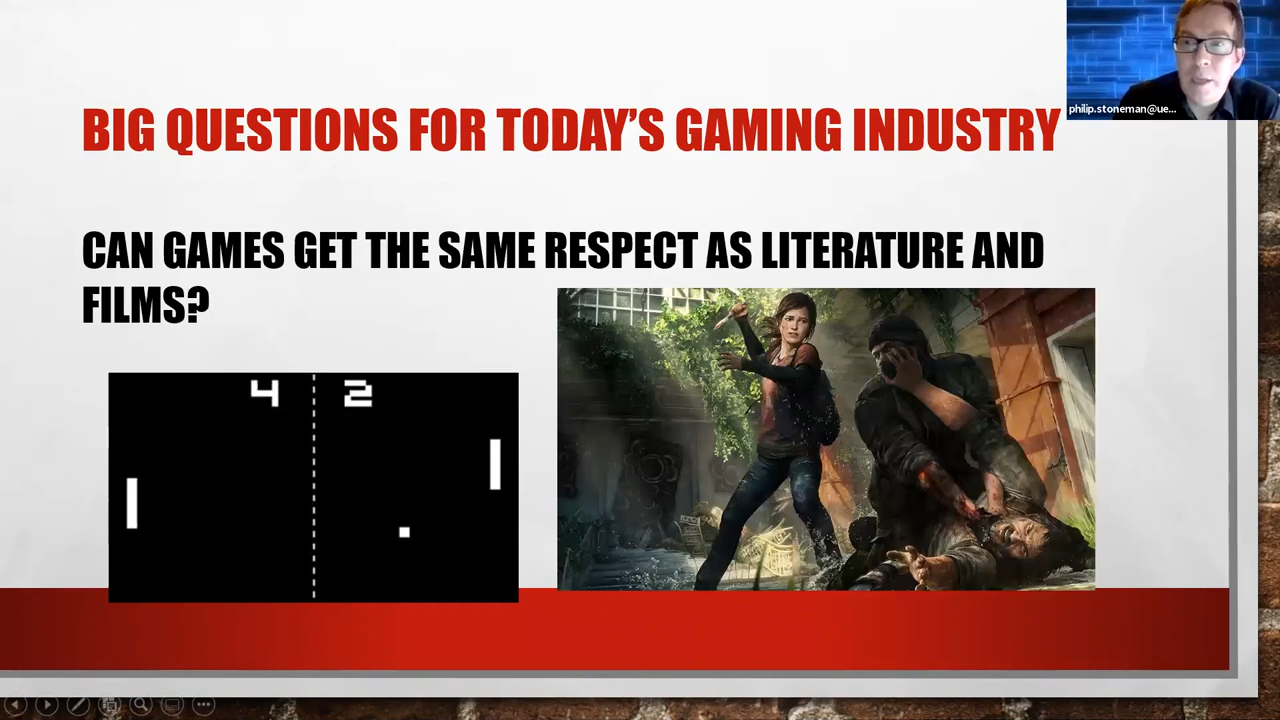 BIG QUESTIONS FOR TODAY'S GAMING INDUSTRY
philip.stoneman@ue...
CAN GAMES GET THE SAME RESPECT AS LITERATURE AND
FILMS?
4 2